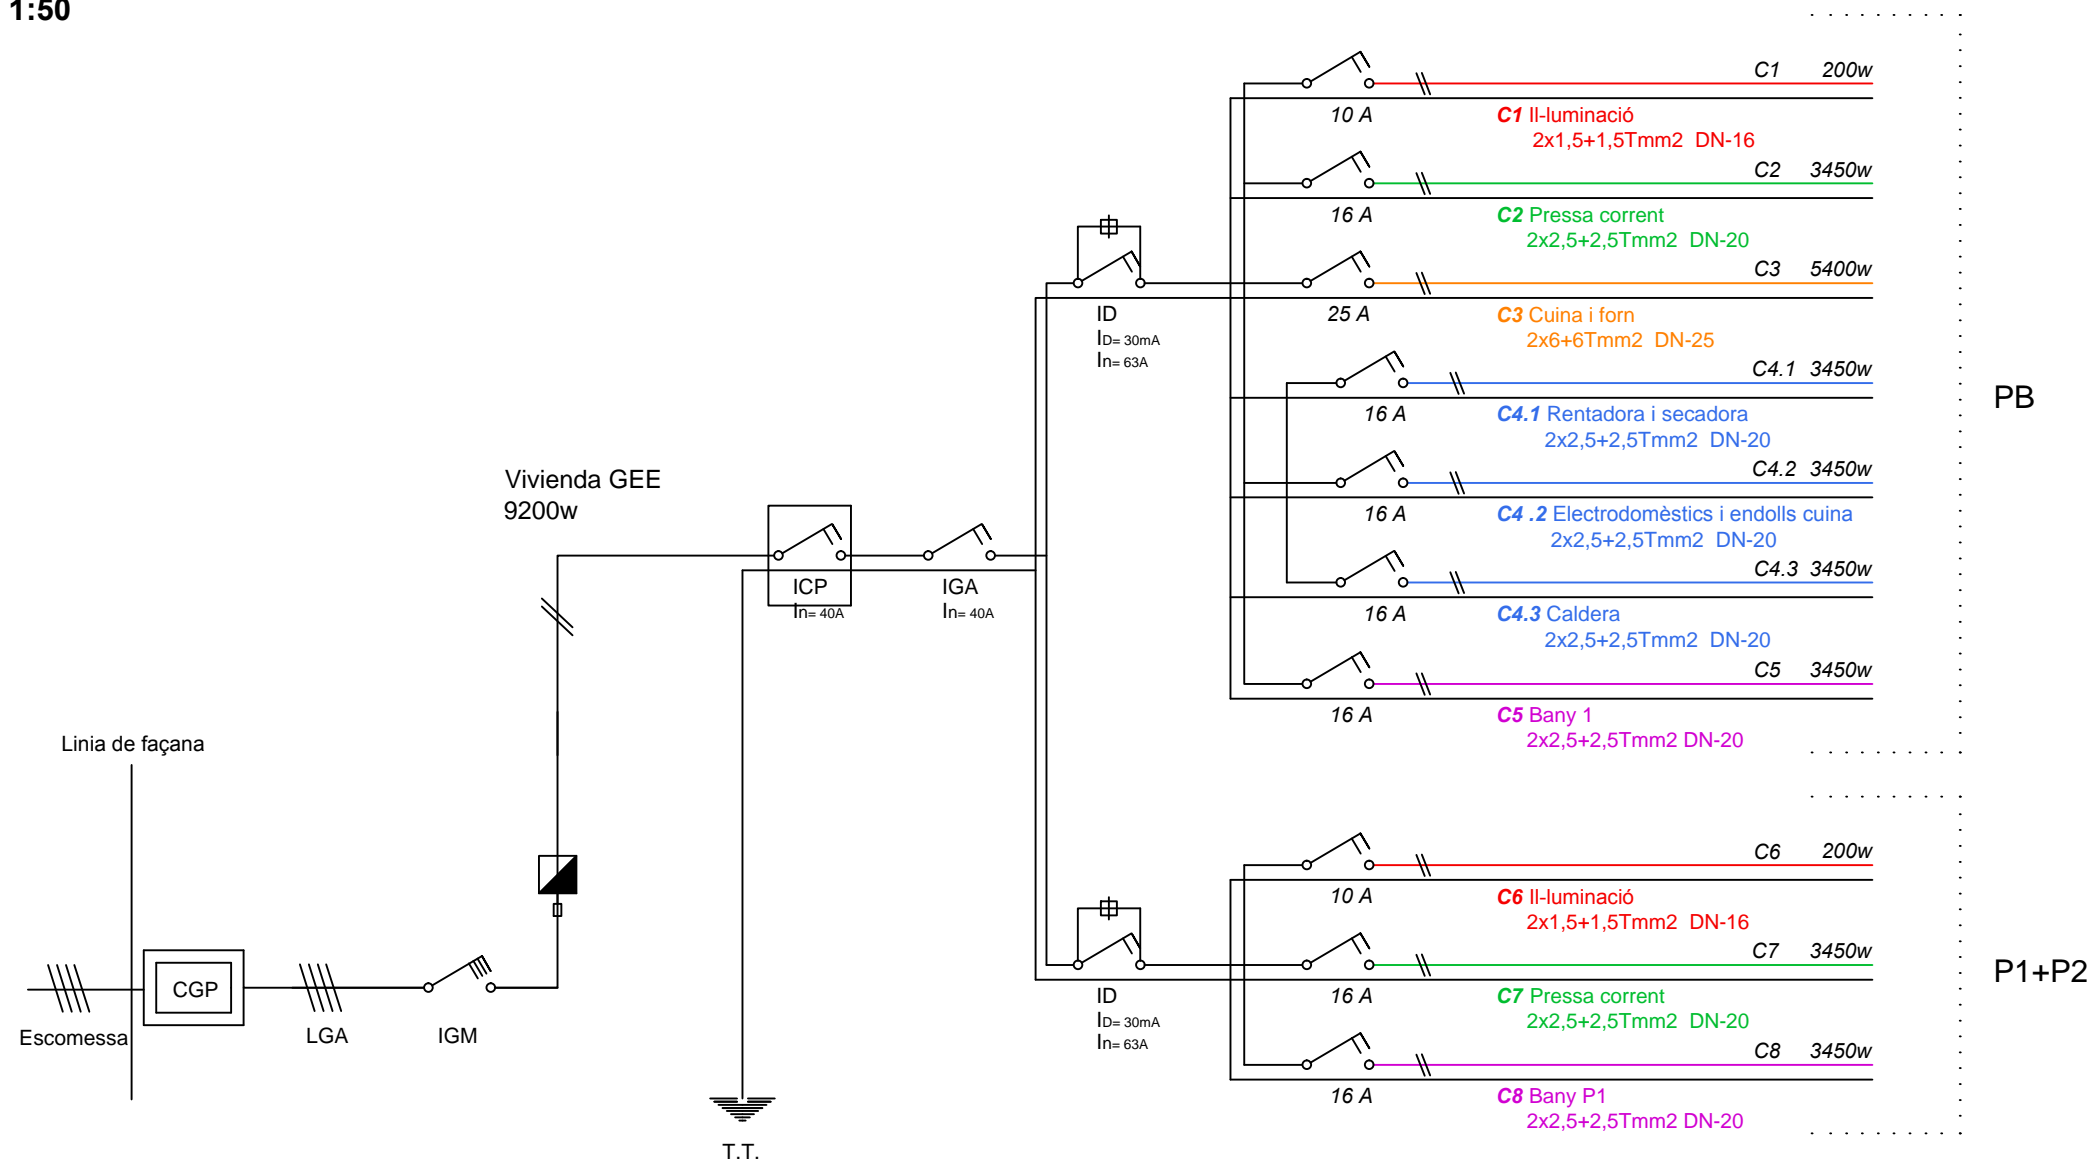 1:50
C1 200w
10 A
C1 Il-luminació
2x1,5+1,5Tmm2 DN-16
C2 3450w
16 A
C2 Pressa corrent
2x2,5+2,5Tmm2 DN-20
C3 5400w
ID
ID= 30mA
In= 63A
25 A
C3 Cuina i forn
2x6+6Tmm2 DN-25
C4.1 3450w
16 A
C4.1 Rentadora i secadora
2x2,5+2,5Tmm2 DN-20
PB
C4.2 3450w
16 A
C4 .2 Electrodomèstics i endolls cuina
2x2,5+2,5Tmm2 DN-20
C4.3 3450w
16 A
C4.3 Caldera
2x2,5+2,5Tmm2 DN-20
C5 3450w
16 A
C5 Bany 1
2x2,5+2,5Tmm2 DN-20
Vivienda GEE
9200w
ICP
In= 40A
IGA
In= 40A
Linia de façana
CGP
Escomessa
LGA
IGM
T.T.
C6 200w
10 A
C6 Il-luminació
2x1,5+1,5Tmm2 DN-16
C7 3450w
ID
ID= 30mA
In= 63A
16 A
C7 Pressa corrent
2x2,5+2,5Tmm2 DN-20
P1+P2
C8 3450w
16 A
C8 Bany P1
2x2,5+2,5Tmm2 DN-20